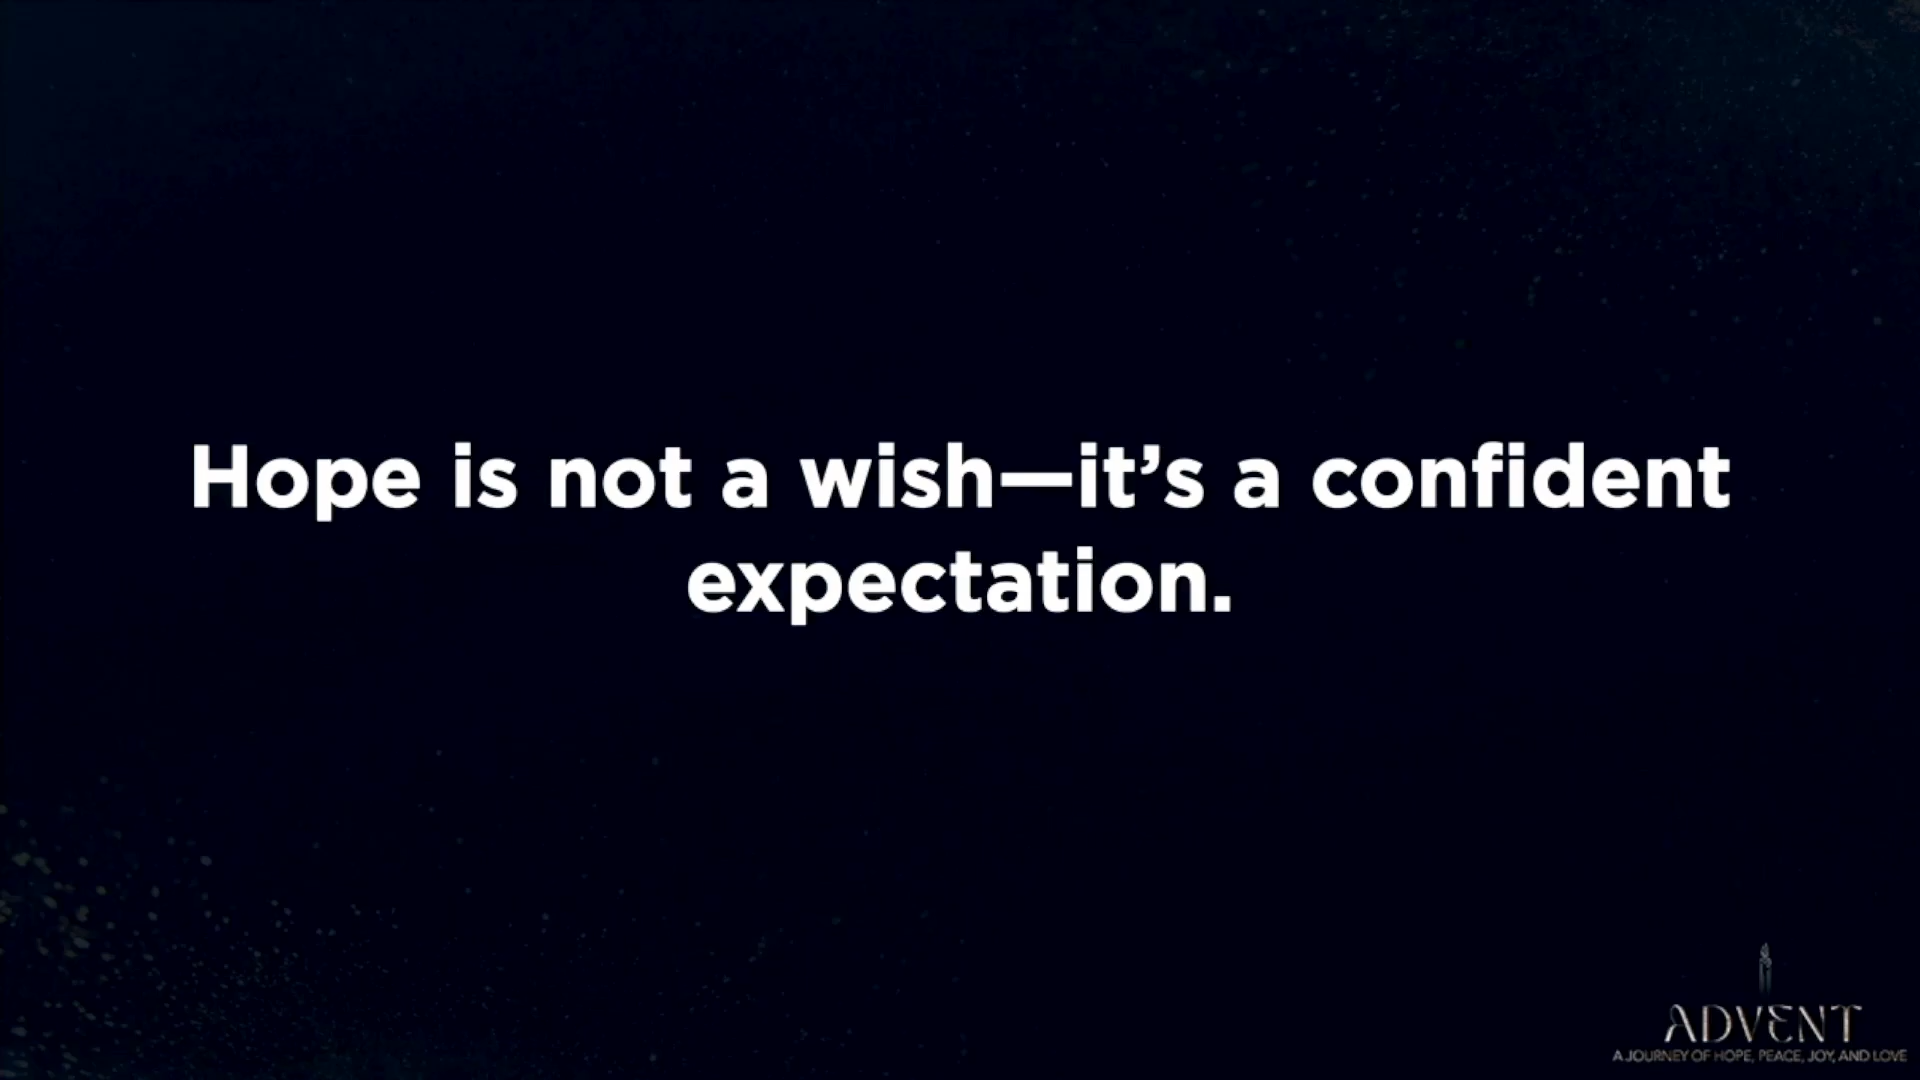 Hope is not a wish—it’s a confident
expectation.
ADVENT
A JOURNEY OF HOPE, PEACE, JOY, AND LOVE